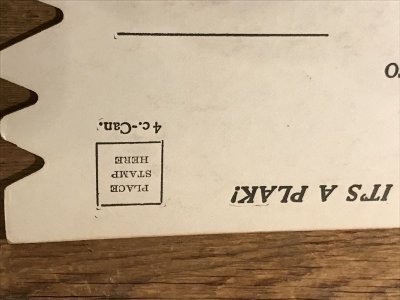 IT'S A PLAK!
PLACE
STAMP
HERE
4 c.-Can.